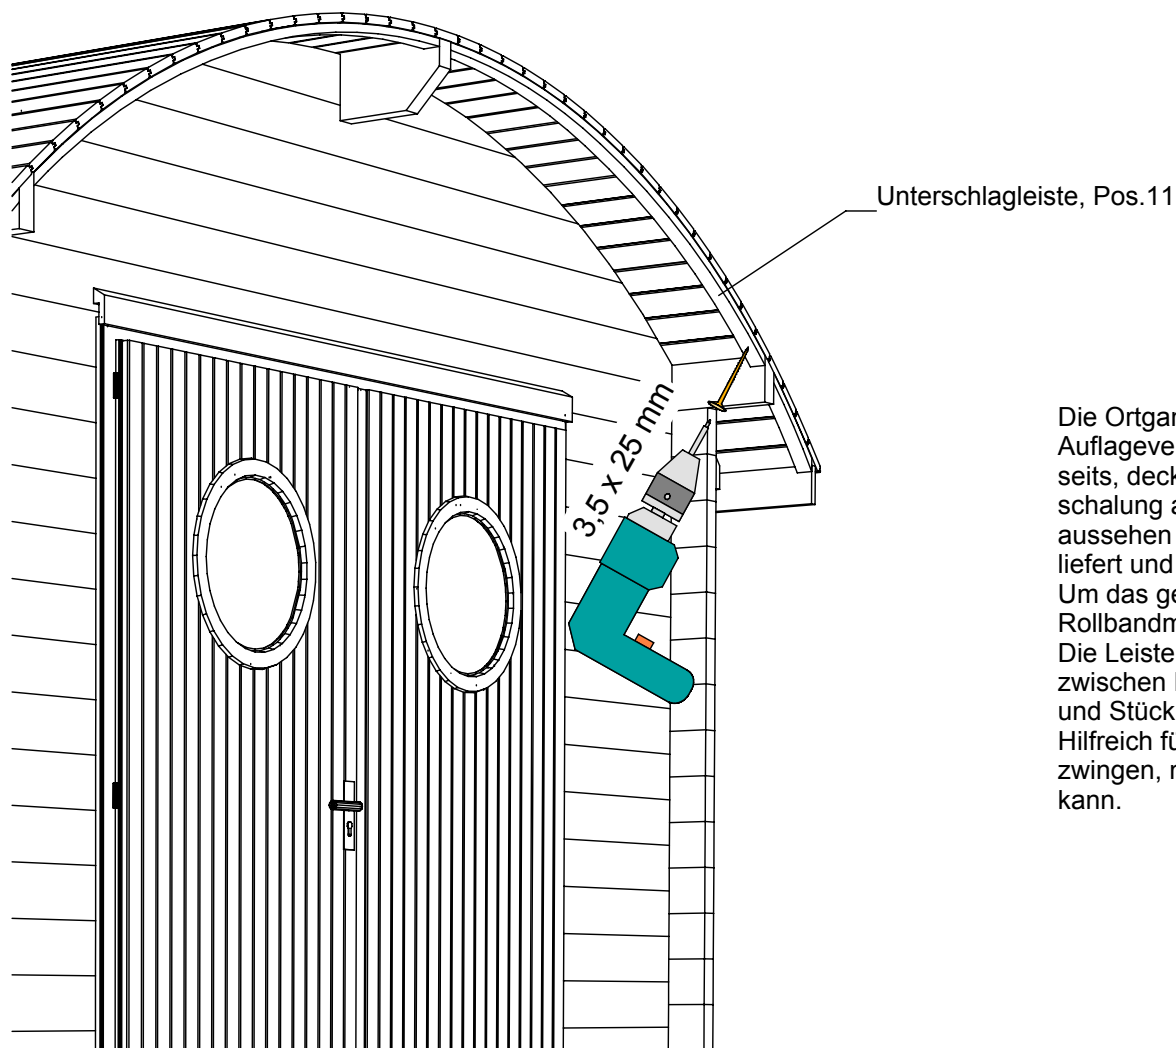 Unterschlagleiste, Pos.11
3,5 x 25 mm
Die Ortgan
Auflageve
seits, deck
schalung a
aussehen
liefert und
Um das ge
Rollbandm
Die Leiste
zwischen
und Stück
Hilfreich fü
zwingen,
kann.